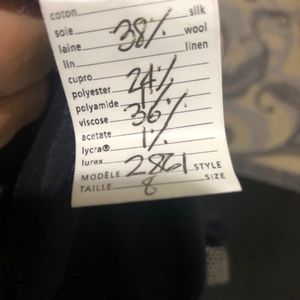 coton
soie silk
laine 38% wool
lin linen
cupro
polyester 24%
polyamide
viscose 36%
acetate
lycra® 1%
lurex
MODÈLE 2861 STYLE
TAILLE 8 SIZE